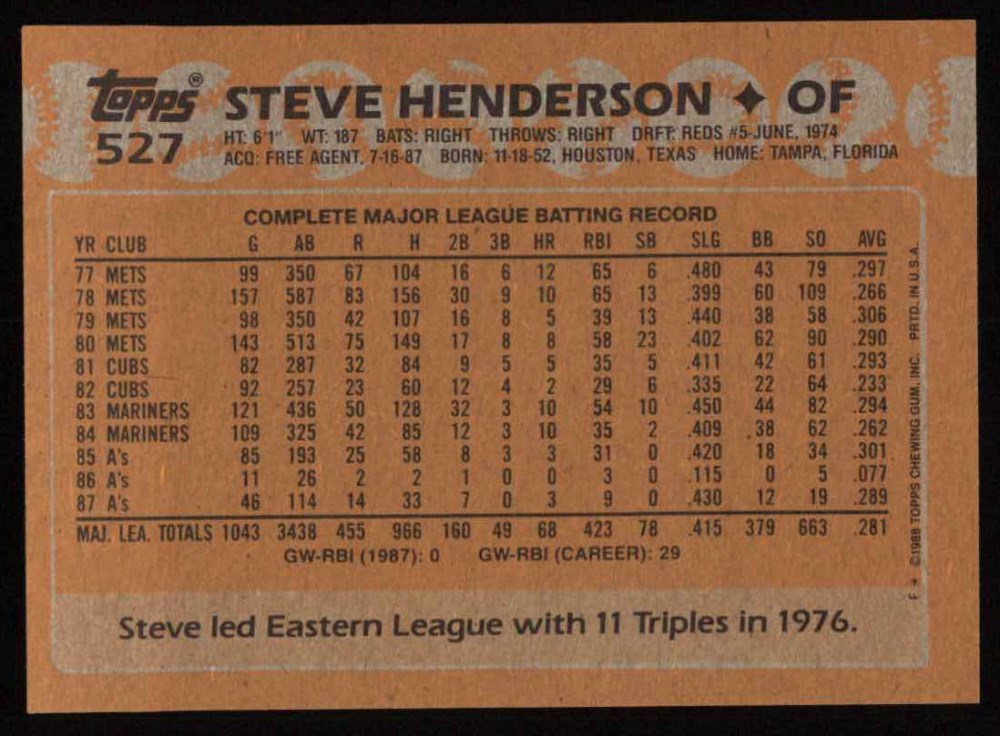 Topps® STEVE HENDERSON ✦ OF
527
HT: 6'1" WT: 187 BATS: RIGHT THROWS: RIGHT DRFT: REDS #5-JUNE, 1974
ACQ: FREE AGENT, 7-16-87 BORN: 11-18-52, HOUSTON, TEXAS HOME: TAMPA, FLORIDA
COMPLETE MAJOR LEAGUE BATTING RECORD
YR CLUB G AB R H 2B 3B HR RBI SB SLG BB SO AVG
77 METS 99 350 67 104 16 6 12 65 6 .480 43 79 .297
78 METS 157 587 83 156 30 9 10 65 13 .399 60 109 .266
79 METS 98 350 42 107 16 8 5 39 13 .440 38 58 .306
80 METS 143 513 75 149 17 8 8 58 23 .402 62 90 .290
81 CUBS 82 287 32 84 9 5 5 35 5 .411 42 61 .293
82 CUBS 92 257 23 60 12 4 2 29 6 .335 22 64 .233
83 MARINERS 121 436 50 128 32 3 10 54 10 .450 44 82 .294
84 MARINERS 109 325 42 85 12 3 10 35 2 .409 38 62 .262
85 A's 85 193 25 58 8 3 3 31 0 .420 18 34 .301
86 A's 11 26 2 2 1 0 0 3 0 .115 0 5 .077
87 A's 46 114 14 33 7 0 3 9 0 .430 12 19 .289
MAJ. LEA. TOTALS 1043 3438 455 966 160 49 68 423 78 .415 379 663 .281
GW-RBI (1987): 0 GW-RBI (CAREER): 29
Steve led Eastern League with 11 Triples in 1976.
F * ©1988 TOPPS CHEWING GUM, INC. PRTD. IN U.S.A.